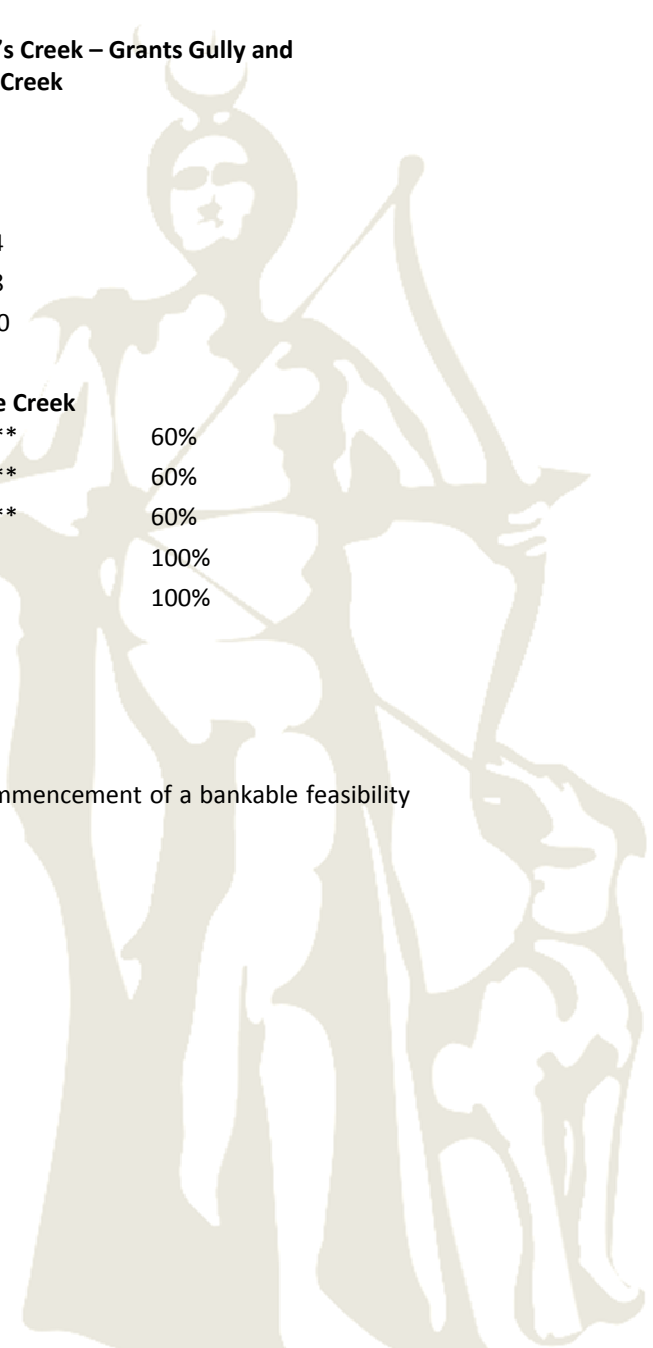 's Creek – Grants Gully and
Creek
4
3
0
e Creek
** 60%
** 60%
** 60%
100%
100%
mmencement of a bankable feasibility